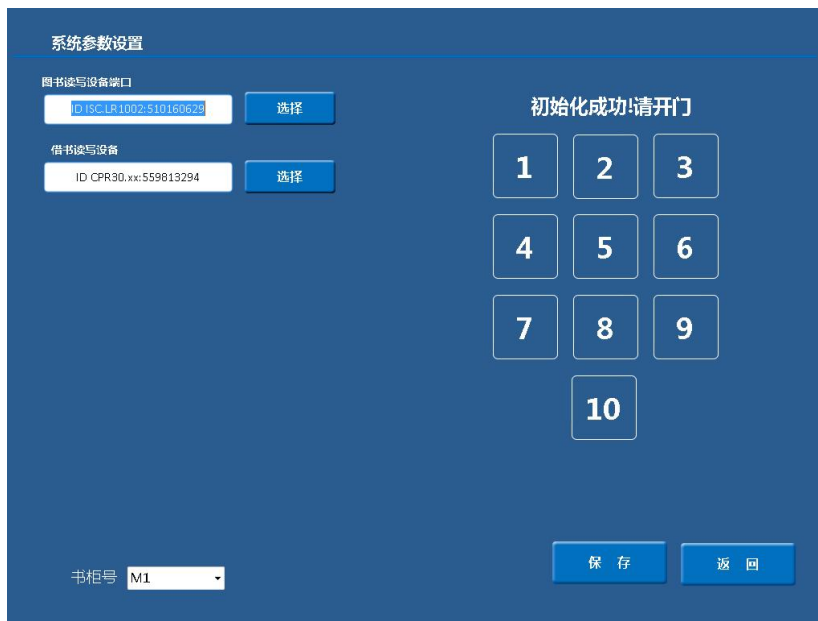 系统参数设置
图书读写设备端口
ID ISC.LR1002:510160629
选择
借书读写设备
ID CPR30.xx:559813294
选择
初始化成功!请开门
1 2 3
4 5 6
7 8 9
10
书柜号 M1
保 存
返 回